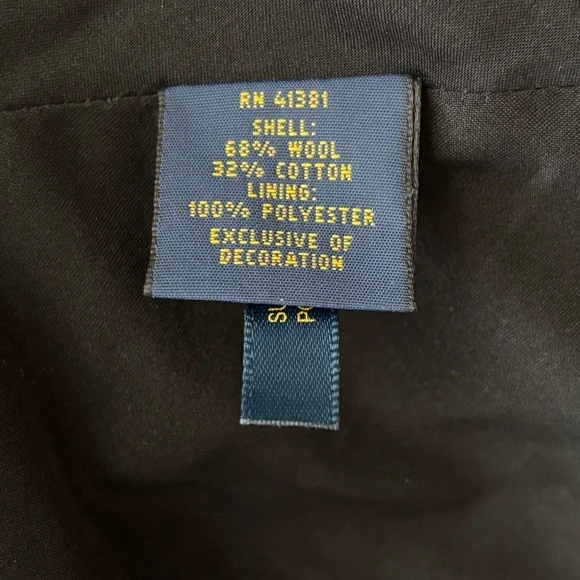 RN 41381
SHELL:
68% WOOL
32% COTTON
LINING:
100% POLYESTER
EXCLUSIVE OF
DECORATION